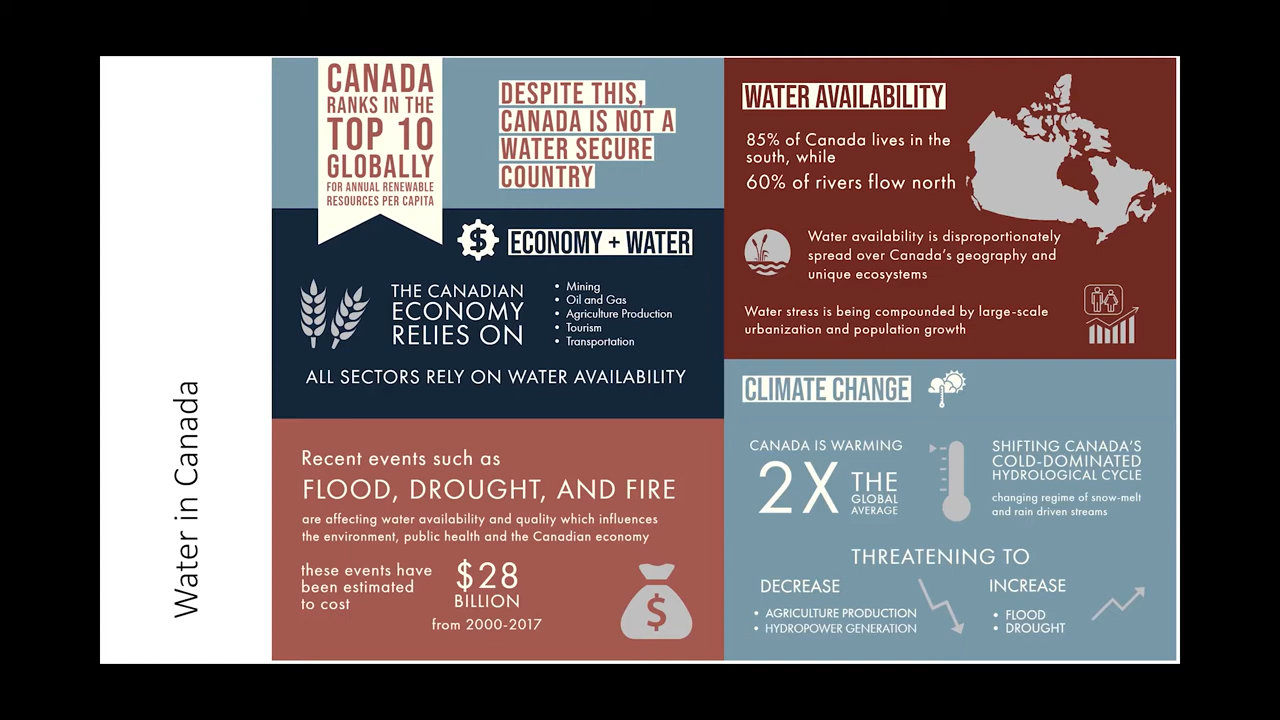 Water in Canada
CANADA
RANKS IN THE
TOP 10
GLOBALLY
FOR ANNUAL RENEWABLE
RESOURCES PER CAPITA
DESPITE THIS,
CANADA IS NOT A
WATER SECURE
COUNTRY
$ ECONOMY + WATER
THE CANADIAN
ECONOMY
RELIES ON
• Mining
• Oil and Gas
• Agriculture Production
• Tourism
• Transportation
ALL SECTORS RELY ON WATER AVAILABILITY
Recent events such as
FLOOD, DROUGHT, AND FIRE
are affecting water availability and quality which influences
the environment, public health and the Canadian economy
these events have
been estimated
to cost
$28
BILLION
from 2000-2017
$
WATER AVAILABILITY
85% of Canada lives in the
south, while
60% of rivers flow north
Water availability is disproportionately
spread over Canada's geography and
unique ecosystems
Water stress is being compounded by large-scale
urbanization and population growth
CLIMATE CHANGE
CANADA IS WARMING
2X THE
GLOBAL
AVERAGE
SHIFTING CANADA'S
COLD-DOMINATED
HYDROLOGICAL CYCLE
changing regime of snow-melt
and rain driven streams
THREATENING TO
DECREASE
• AGRICULTURE PRODUCTION
• HYDROPOWER GENERATION
INCREASE
• FLOOD
• DROUGHT